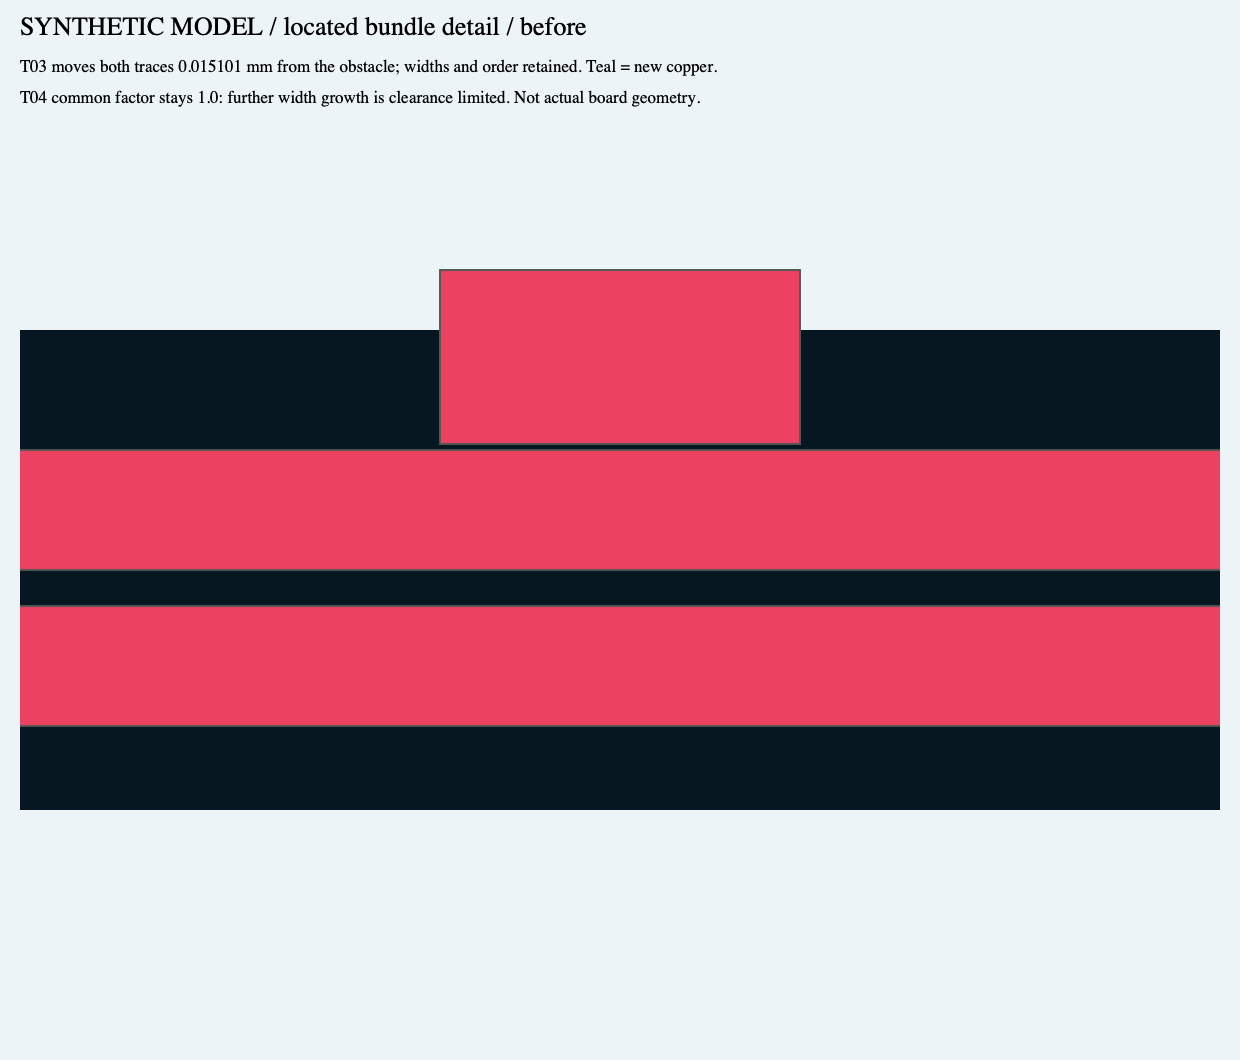 SYNTHETIC MODEL / located bundle detail / before
T03 moves both traces 0.015101 mm from the obstacle; widths and order retained. Teal = new copper.
T04 common factor stays 1.0: further width growth is clearance limited. Not actual board geometry.